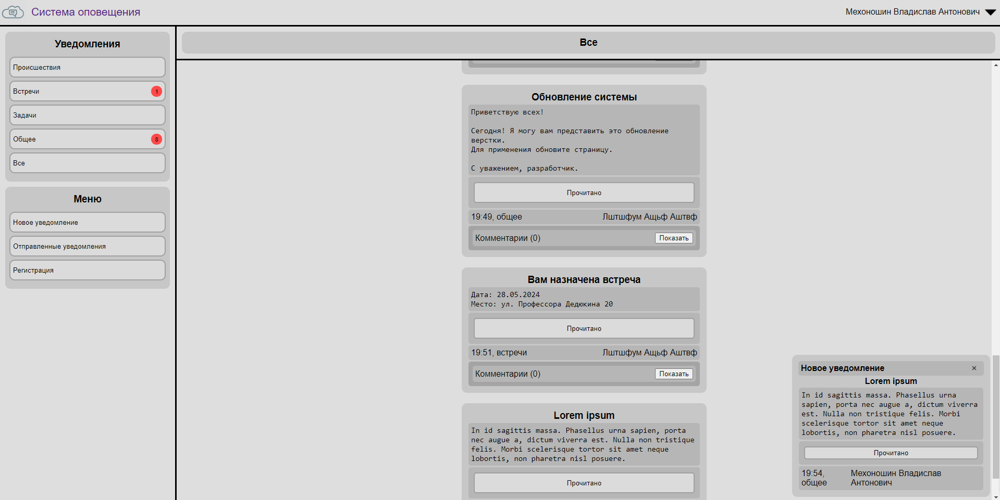 Система оповещения
Мехоношин Владислав Антонович
Уведомления
Происшествия
Встречи 1
Задачи
Общее 8
Все
Меню
Новое уведомление
Отправленные уведомления
Регистрация
Все
Обновление системы
Приветствую всех!
Сегодня! Я могу вам представить это обновление
верстки.
Для применения обновите страницу.
С уважением, разработчик.
Прочитано
19:49, общее Лштшфум Ащьф Аштвф
Комментарии (0) Показать
Вам назначена встреча
Дата: 28.05.2024
Место: ул. Профессора Дедюкина 20
Прочитано
19:51, встречи Лштшфум Ащьф Аштвф
Комментарии (0) Показать
Lorem ipsum
In id sagittis massa. Phasellus urna sapien, porta
nec augue a, dictum viverra est. Nulla non tristique
felis. Morbi scelerisque tortor sit amet neque
lobortis, non pharetra nisl posuere.
Прочитано
Новое уведомление ×
Lorem ipsum
In id sagittis massa. Phasellus urna
sapien, porta nec augue a, dictum viverra
est. Nulla non tristique felis. Morbi
scelerisque tortor sit amet neque
lobortis, non pharetra nisl posuere.
Прочитано
19:54, Мехоношин Владислав
общее Антонович